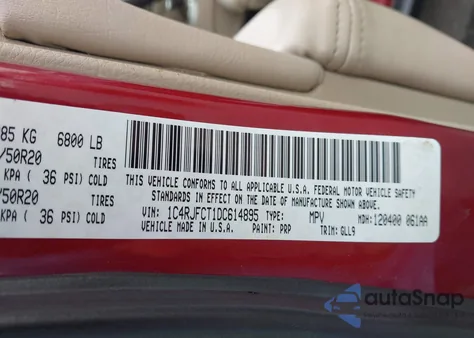 85 KG 6800 LB
/50R20 TIRES
KPA ( 36 PSI) COLD
/50R20 TIRES
KPA ( 36 PSI) COLD
THIS VEHICLE CONFORMS TO ALL APPLICABLE U.S.A. FEDERAL MOTOR VEHICLE SAFETY
STANDARDS IN EFFECT ON THE DATE OF MANUFACTURE SHOWN ABOVE.
VIN: 1C4RJFCT1DC614895 TYPE: MPV MDH: 120400 061AA
VEHICLE MADE IN U.S.A. PAINT: PRP TRIM: GLL9
autoSnap